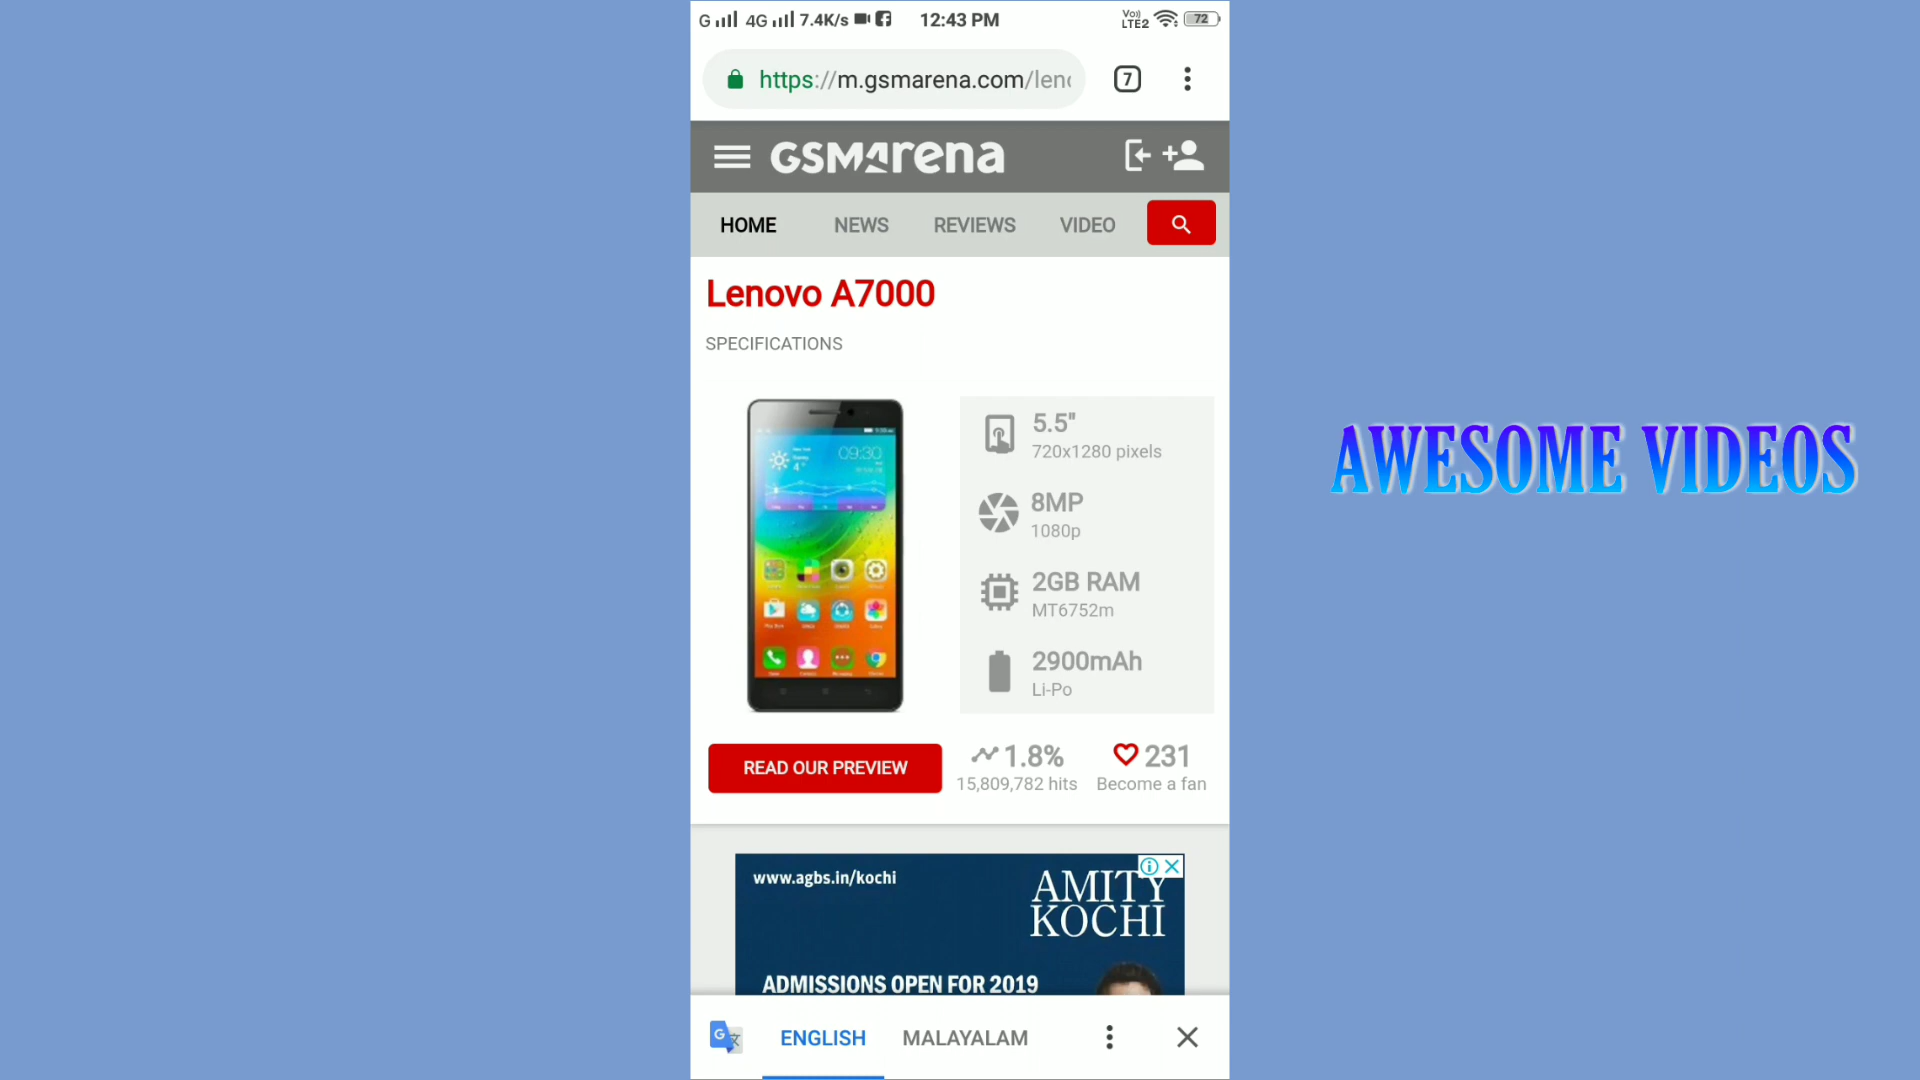 G 4G 7.4K/s 12:43 PM Vo)) LTE2 72
https://m.gsmarena.com/leno 7
GSMArena
HOME NEWS REVIEWS VIDEO
Lenovo A7000
SPECIFICATIONS
09:30
5.5"
720x1280 pixels
8MP
1080p
2GB RAM
MT6752m
2900mAh
Li-Po
READ OUR PREVIEW
1.8%
15,809,782 hits
231
Become a fan
www.agbs.in/kochi
AMITY
KOCHI
ADMISSIONS OPEN FOR 2019
ENGLISH MALAYALAM
AWESOME VIDEOS